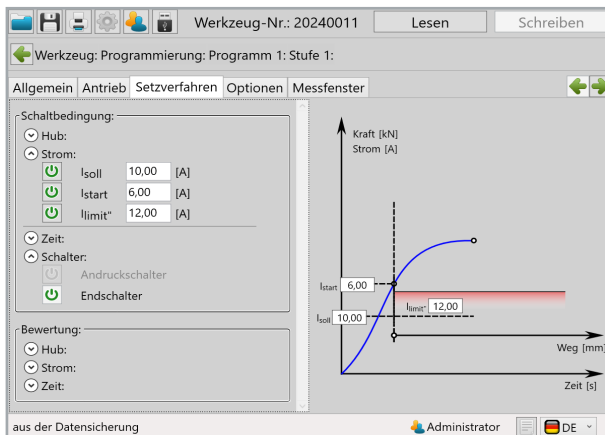 Werkzeug-Nr.: 20240011 Lesen Schreiben
Werkzeug: Programmierung: Programm 1: Stufe 1:
Allgemein Antrieb Setzverfahren Optionen Messfenster
Schaltbedingung:
Hub:
Strom:
Isoll 10,00 [A]
Istart 6,00 [A]
Ilimit" 12,00 [A]
Zeit:
Schalter:
Andruckschalter
Endschalter
Bewertung:
Hub:
Strom:
Zeit:
Kraft [kN]
Strom [A]
Istart 6,00
Ilimit" 12,00
Isoll 10,00
Weg [mm]
Zeit [s]
aus der Datensicherung Administrator DE